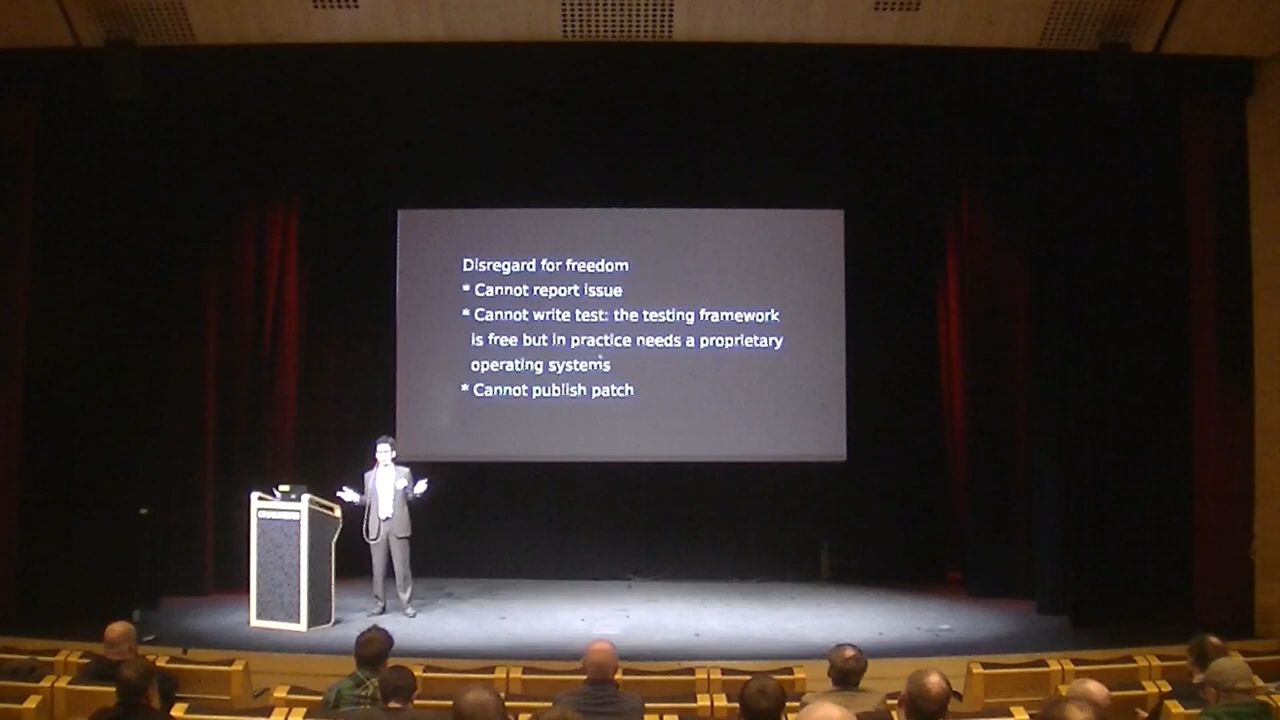 Disregard for freedom
* Cannot report issue
* Cannot write test: the testing framework
is free but in practice needs a proprietary
operating systems
* Cannot publish patch